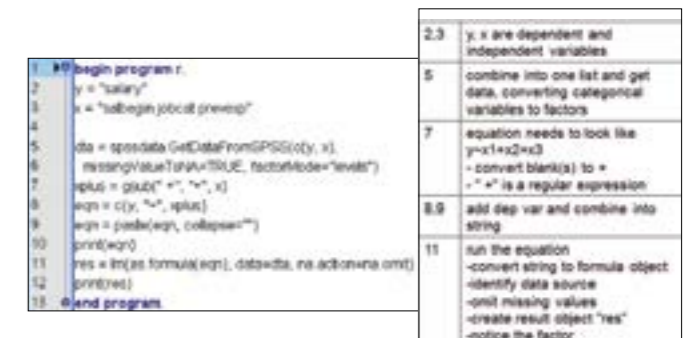 1 begin program r.
2 y = "salary"
3 x = "salbegin jobcat prevexp"
4
5 dta = spssdata.GetDataFromSPSS(c(y, x),
6 missingValueToNA=TRUE, factorMode="levels")
7 xplus = gsub(" +", "+", x)
8 eqn = c(y, "~", xplus)
9 eqn = paste(eqn, collapse="")
10 print(eqn)
11 res = lm(as.formula(eqn), data=dta, na.action=na.omit)
12 print(res)
13 end program.
2,3 y, x are dependent and
independent variables
5 combine into one list and get
data, converting categorical
variables to factors
7 equation needs to look like
y~x1+x2+x3
- convert blank(s) to +
- " +" is a regular expression
8,9 add dep var and combine into
string
11 run the equation
-convert string to formula object
-identify data source
-omit missing values
-create result object "res"
-notice the factor